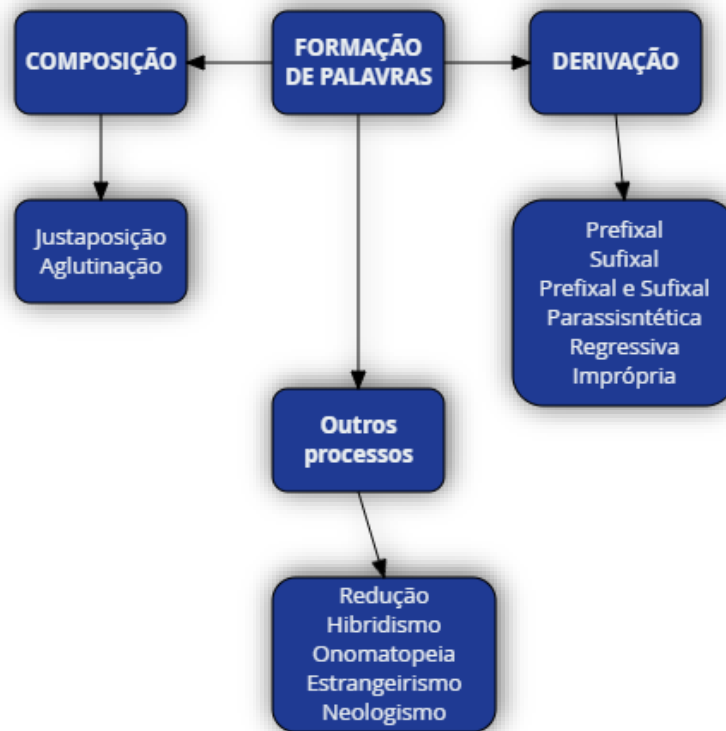 COMPOSIÇÃO
FORMAÇÃO
DE PALAVRAS
DERIVAÇÃO
Justaposição
Aglutinação
Prefixal
Sufixal
Prefixal e Sufixal
Parassisntética
Regressiva
Imprópria
Outros
processos
Redução
Hibridismo
Onomatopeia
Estrangeirismo
Neologismo